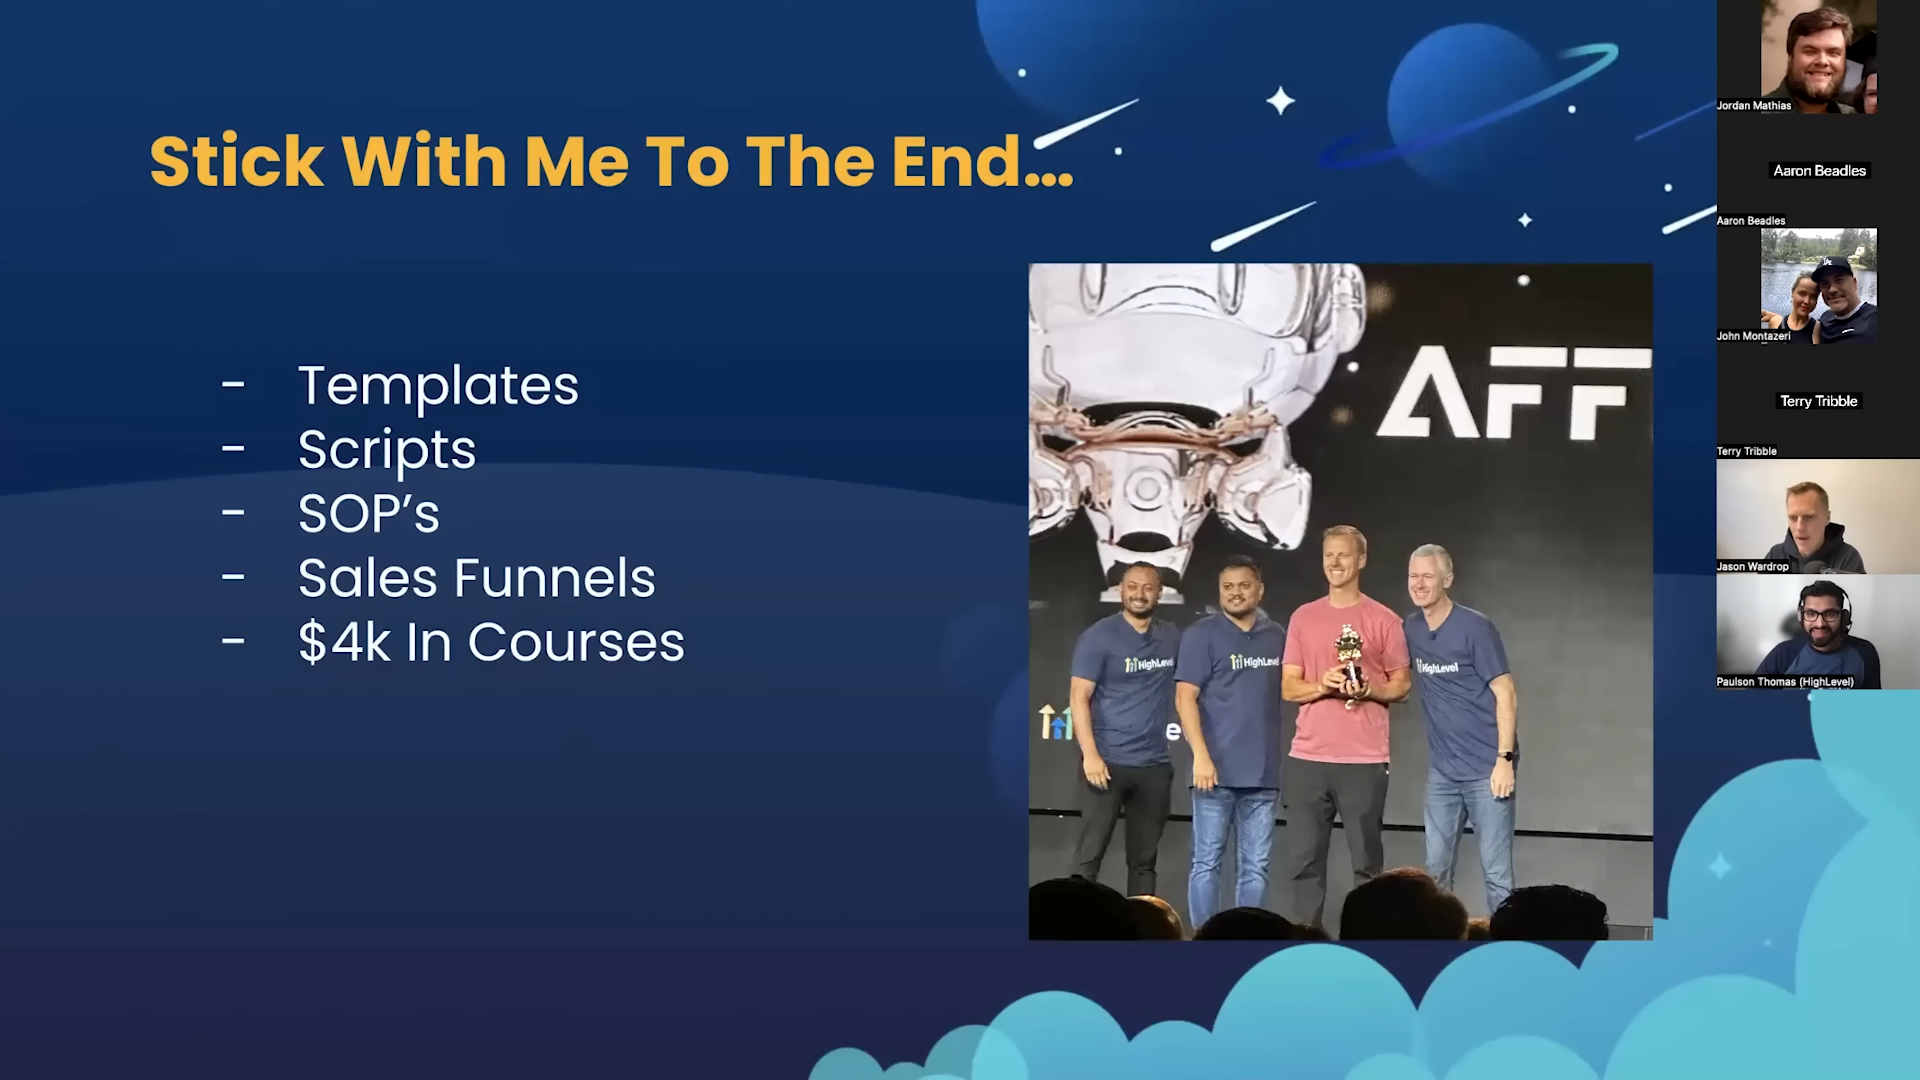 Stick With Me To The End...
- Templates
- Scripts
- SOP's
- Sales Funnels
- $4k In Courses
AFF
HighLevel
HighLevel
HighLevel
Jordan Mathias
Aaron Beadles
Aaron Beadles
John Montazeri
Terry Tribble
Terry Tribble
Jason Wardrop
Paulson Thomas (HighLevel)